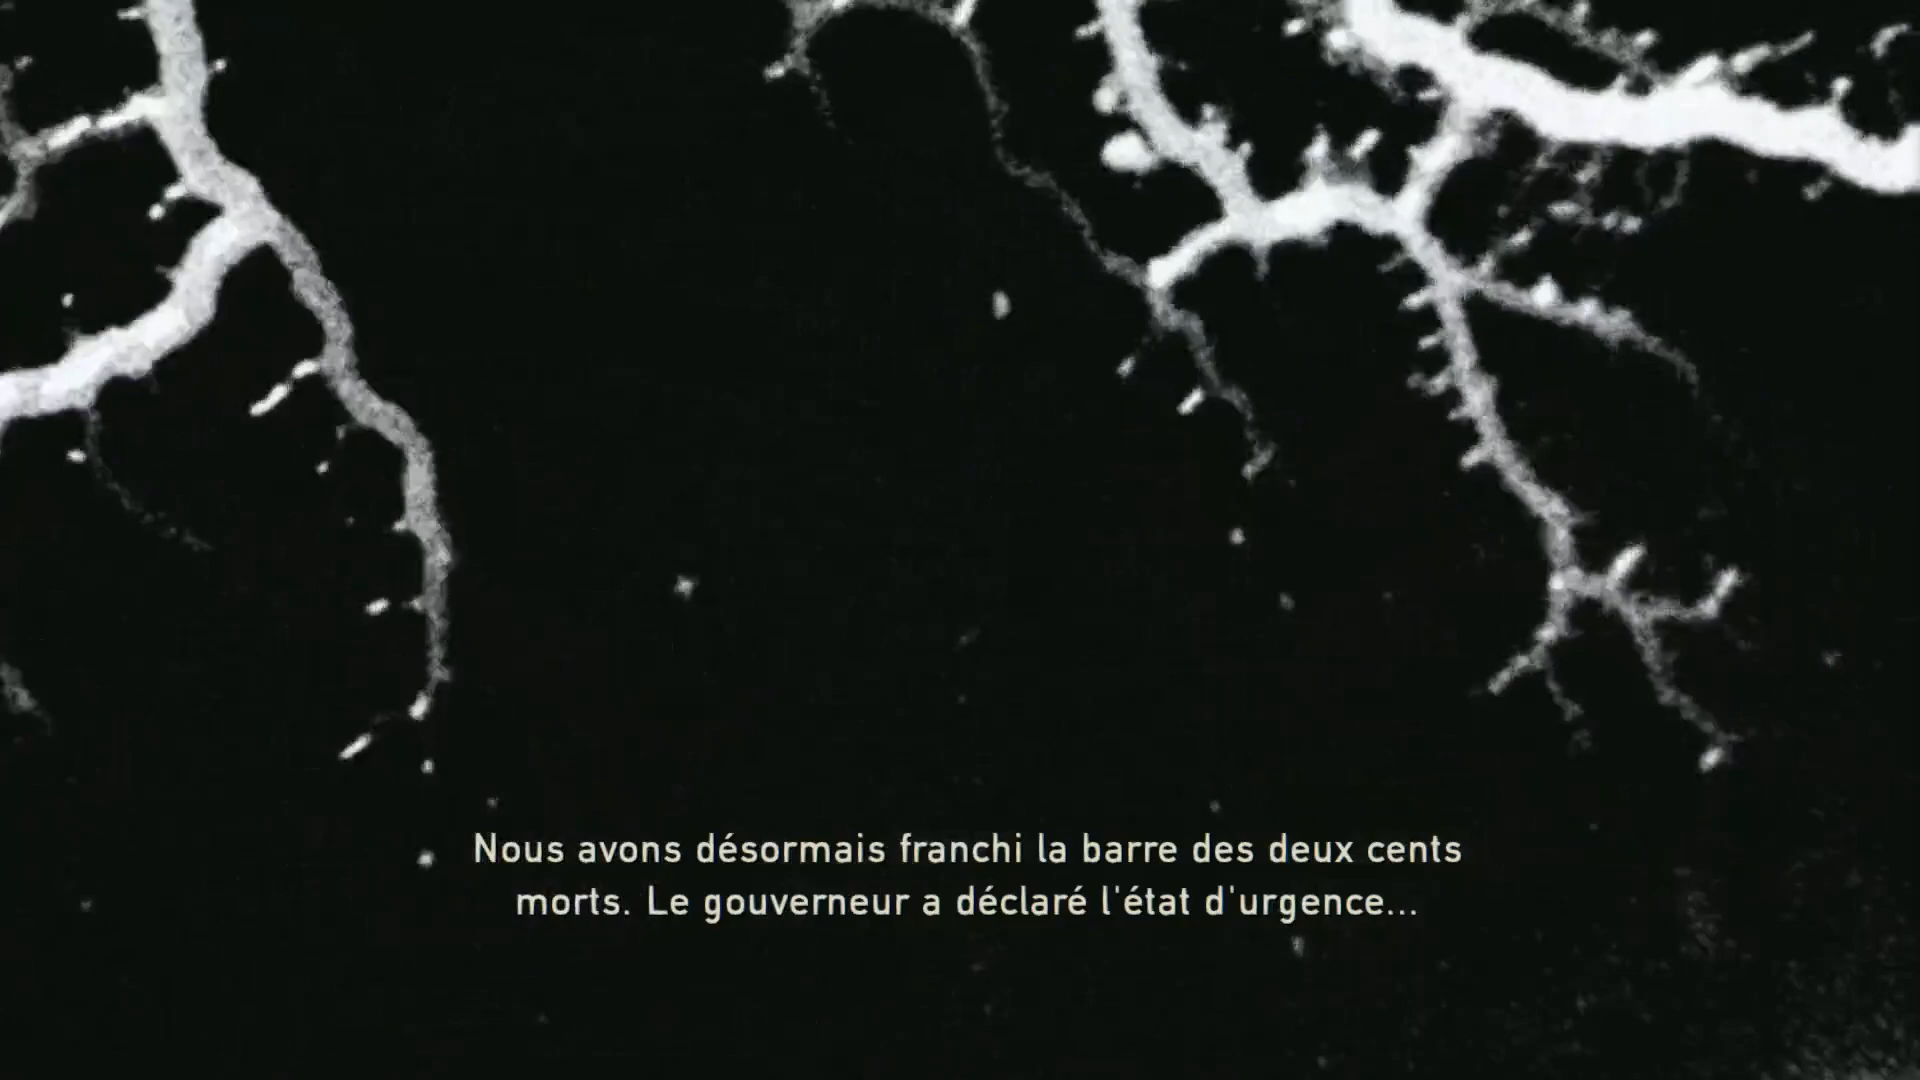 Nous avons désormais franchi la barre des deux cents
morts. Le gouverneur a déclaré l'état d'urgence...